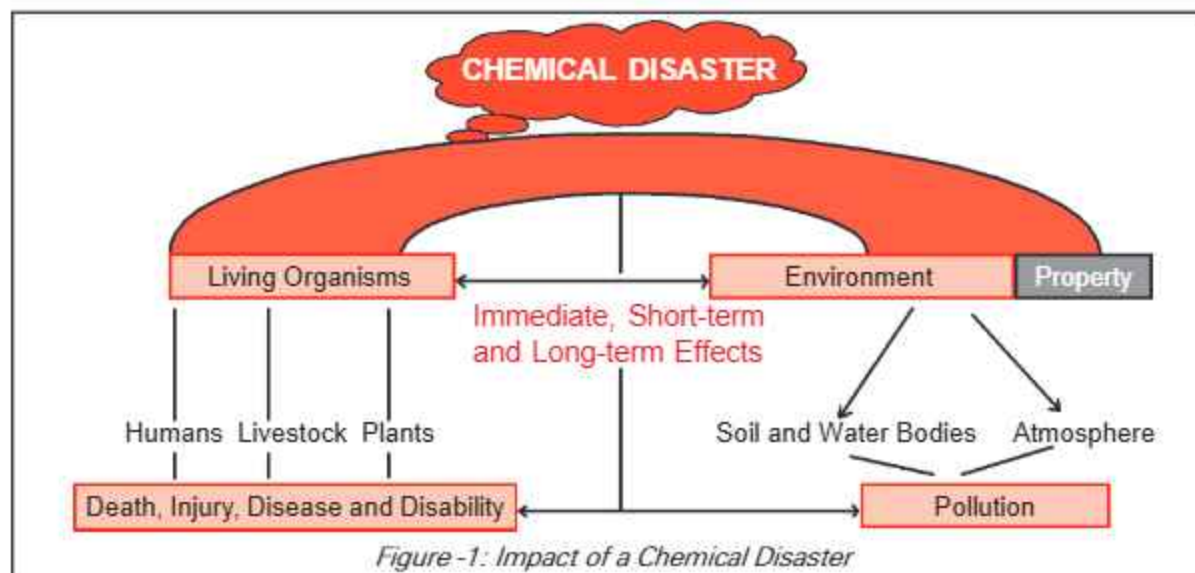 CHEMICAL DISASTER
Living Organisms
Environment
Property
Immediate, Short-term
and Long-term Effects
Humans Livestock Plants
Soil and Water Bodies
Atmosphere
Death, Injury, Disease and Disability
Pollution
Figure -1: Impact of a Chemical Disaster